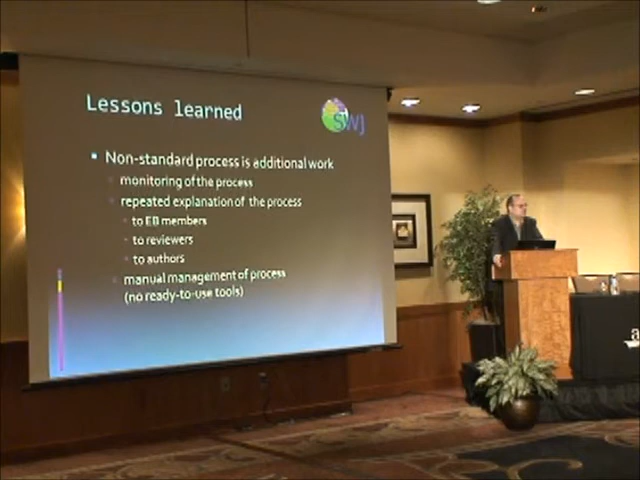 Lessons learned
SWJ
Non-standard process is additional work
monitoring of the process
repeated explanation of the process
to EB members
to reviewers
to authors
manual management of process
(no ready-to-use tools)
a